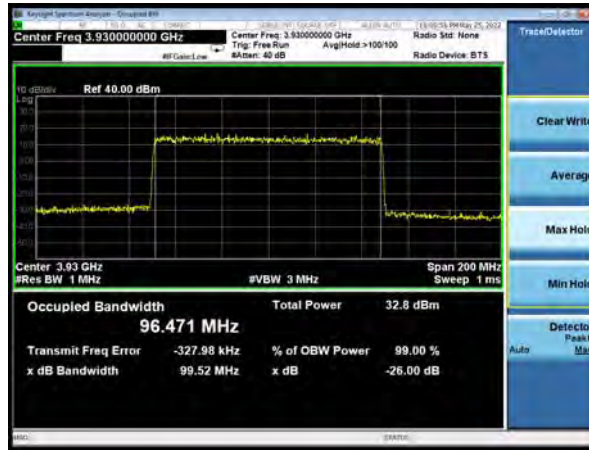 Keysight Spectrum Analyzer - Occupied BW
Center Freq 3.930000000 GHz
Center Freq: 3.930000000 GHz
Trig: Free Run
Avg|Hold:>100/100
#IFGain:Low
#Atten: 40 dB
Radio Std: None
Radio Device: BTS
10 dB/div
Ref 40.00 dBm
Log
Center 3.93 GHz
Span 200 MHz
#Res BW 1 MHz
#VBW 3 MHz
Sweep 1 ms
Occupied Bandwidth
96.471 MHz
Total Power
32.8 dBm
Transmit Freq Error
-327.98 kHz
% of OBW Power
99.00 %
x dB Bandwidth
99.52 MHz
x dB
-26.00 dB
MSG
STATUS
Trace/Detector
Clear Write
Average
Max Hold
Min Hold
Detector
Auto